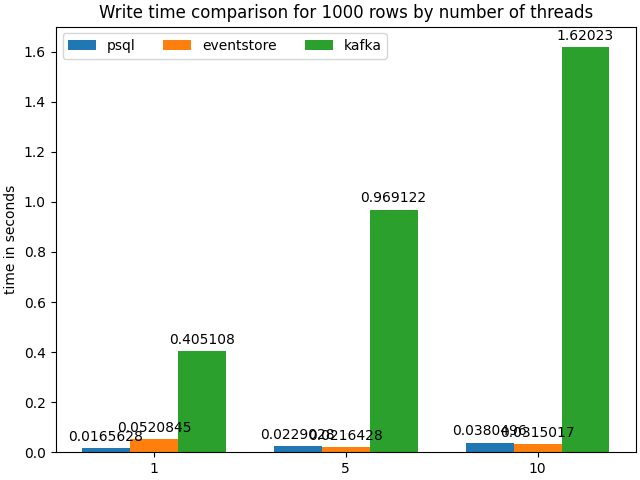 Write time comparison for 1000 rows by number of threads
psql eventstore kafka
time in seconds
1.6
1.4
1.2
1.0
0.8
0.6
0.4
0.2
0.0
0.0165628 0.0520845 0.405108
0.0229028 0.0216428 0.969122
0.0380496 0.0315017 1.62023
1 5 10